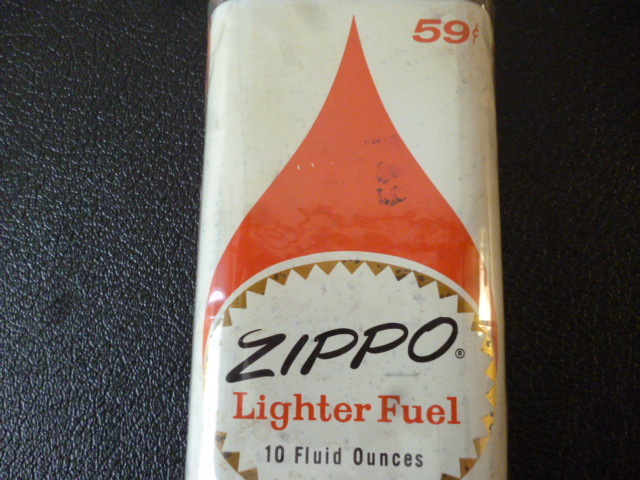 59¢
ZIPPO®
Lighter Fuel
10 Fluid Ounces